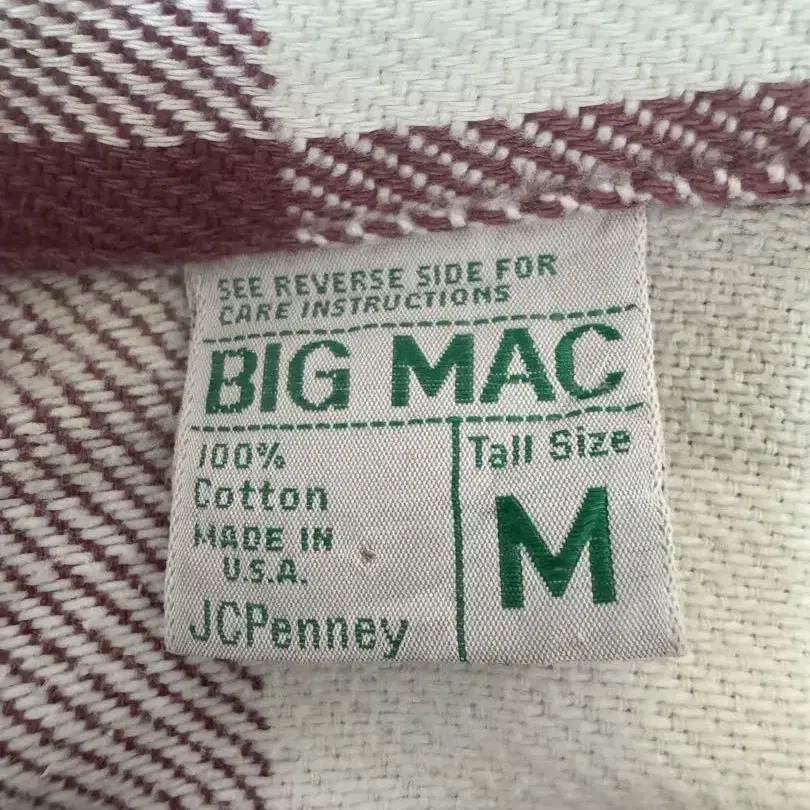 SEE REVERSE SIDE FOR
CARE INSTRUCTIONS
BIG MAC
100%
Cotton
MADE IN
U.S.A.
JCPenney
Tall Size
M